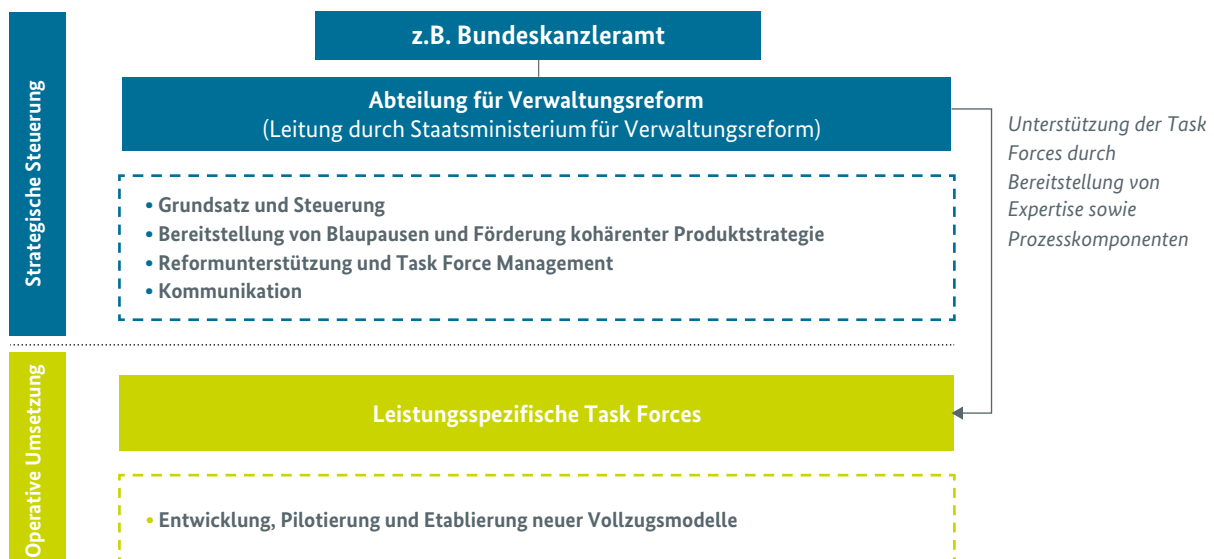 z.B. Bundeskanzleramt
Strategische Steuerung
Abteilung für Verwaltungsreform
(Leitung durch Staatsministerium für Verwaltungsreform)
Unterstützung der Task
Forces durch
Bereitstellung von
Expertise sowie
Prozesskomponenten
• Grundsatz und Steuerung
• Bereitstellung von Blaupausen und Förderung kohärenter Produktstrategie
• Reformunterstützung und Task Force Management
• Kommunikation
Operative Umsetzung
Leistungsspezifische Task Forces
• Entwicklung, Pilotierung und Etablierung neuer Vollzugsmodelle